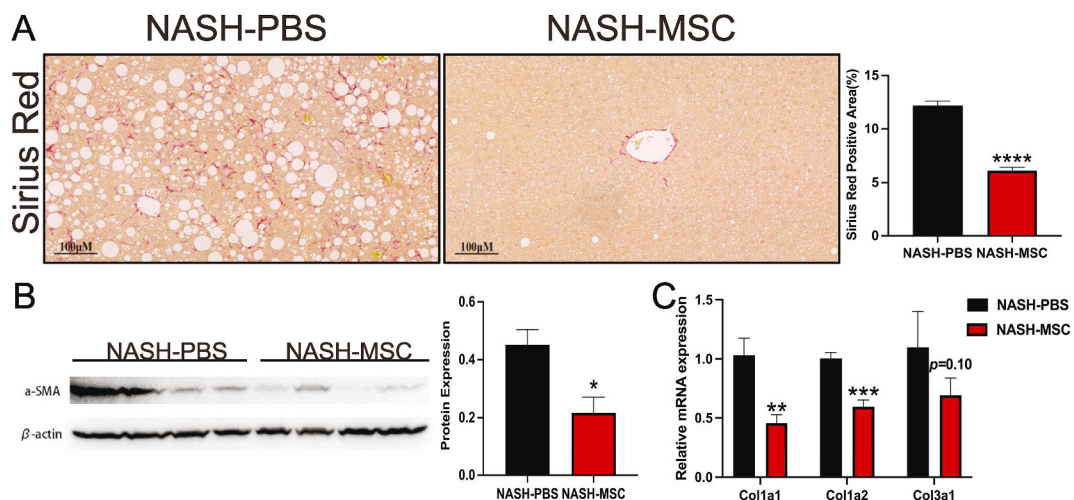 A
NASH-PBS
NASH-MSC
Sirius Red
100μM
100μM
Sirius Red Positive Area(%)
15
10
5
0
****
NASH-PBS
NASH-MSC
B
NASH-PBS
NASH-MSC
a-SMA
β-actin
Protein Expression
0.6
0.4
0.2
0.0
*
NASH-PBS
NASH-MSC
C
Relative mRNA expression
1.5
1.0
0.5
0.0
NASH-PBS
NASH-MSC
**
***
p=0.10
Col1a1
Col1a2
Col3a1